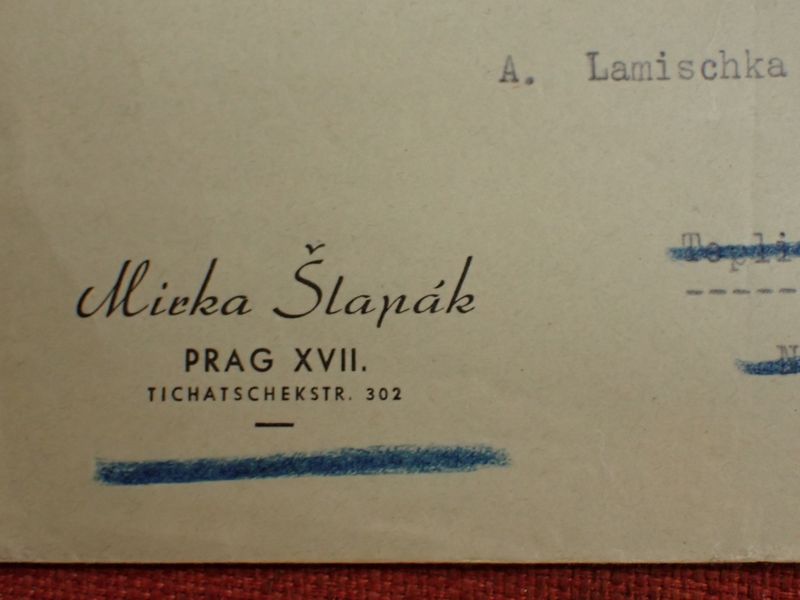 A. Lamischka
Mirka Šlapák
PRAG XVII.
TICHATSCHEKSTR. 302